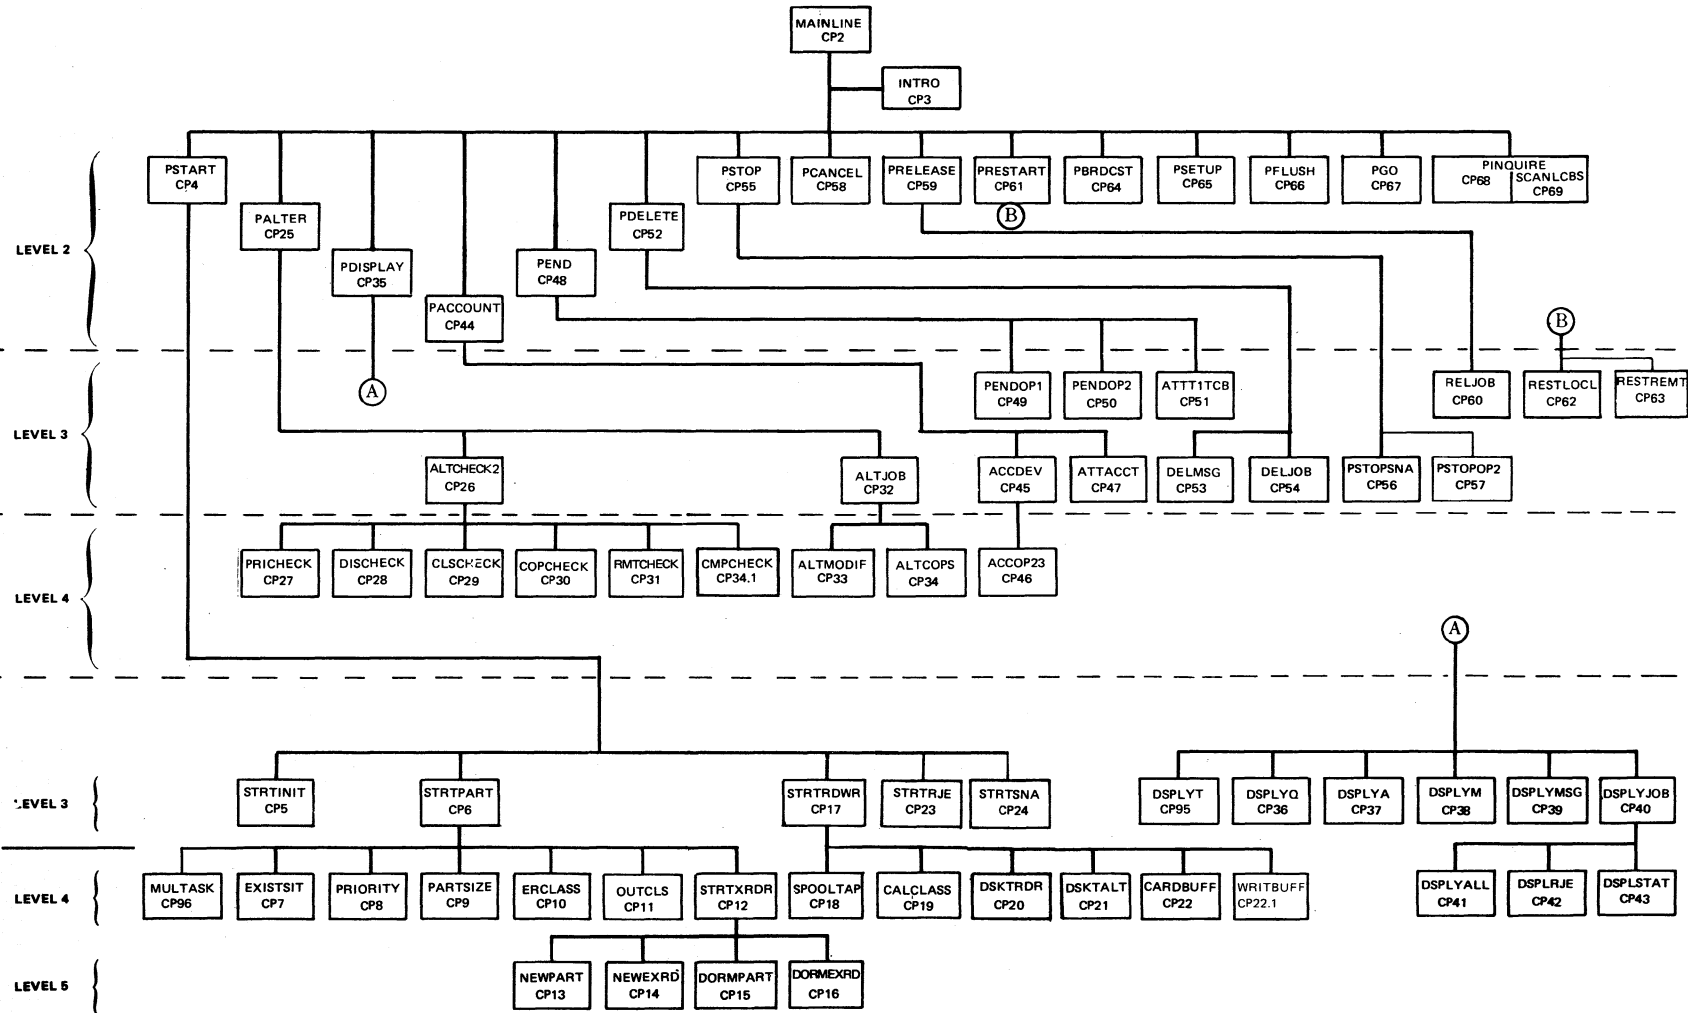 MAINLINE
CP2
INTRO
CP3
PSTART
CP4
PSTOP
CP55
PCANCEL
CP58
PRELEASE
CP59
PRESTART
CP61
PBRDCST
CP64
PSETUP
CP65
PFLUSH
CP66
PGO
CP67
PINQUIRE
CP68
SCANLCBS
CP69
B
PALTER
CP25
PDELETE
CP52
LEVEL 2
PDISPLAY
CP35
PEND
CP48
PACCOUNT
CP44
B
A
PENDOP1
CP49
PENDOP2
CP50
ATTT1TCB
CP51
RELJOB
CP60
RESTLOCL
CP62
RESTREMT
CP63
LEVEL 3
ALTCHECK2
CP26
ALTJOB
CP32
ACCDEV
CP45
ATTACCT
CP47
DELMSG
CP53
DELJOB
CP54
PSTOPSNA
CP56
PSTOPOP2
CP57
LEVEL 4
PRICHECK
CP27
DISCHECK
CP28
CLSCHECK
CP29
COPCHECK
CP30
RMTCHECK
CP31
CMPCHECK
CP34.1
ALTMODIF
CP33
ALTCOPS
CP34
ACCOP23
CP46
A
LEVEL 3
STRTINIT
CP5
STRTPART
CP6
STRTRDWR
CP17
STRTRJE
CP23
STRTSNA
CP24
DSPLYT
CP95
DSPLYQ
CP36
DSPLYA
CP37
DSPLYM
CP38
DSPLYMSG
CP39
DSPLYJOB
CP40
LEVEL 4
MULTASK
CP96
EXISTSIT
CP7
PRIORITY
CP8
PARTSIZE
CP9
ERCLASS
CP10
OUTCLS
CP11
STRTXRDR
CP12
SPOOLTAP
CP18
CALCLASS
CP19
DSKTRDR
CP20
DSKTALT
CP21
CARDBUFF
CP22
WRITBUFF
CP22.1
DSPLYALL
CP41
DSPLRJE
CP42
DSPLSTAT
CP43
LEVEL 5
NEWPART
CP13
NEWEXRD
CP14
DORMPART
CP15
DORMEXRD
CP16